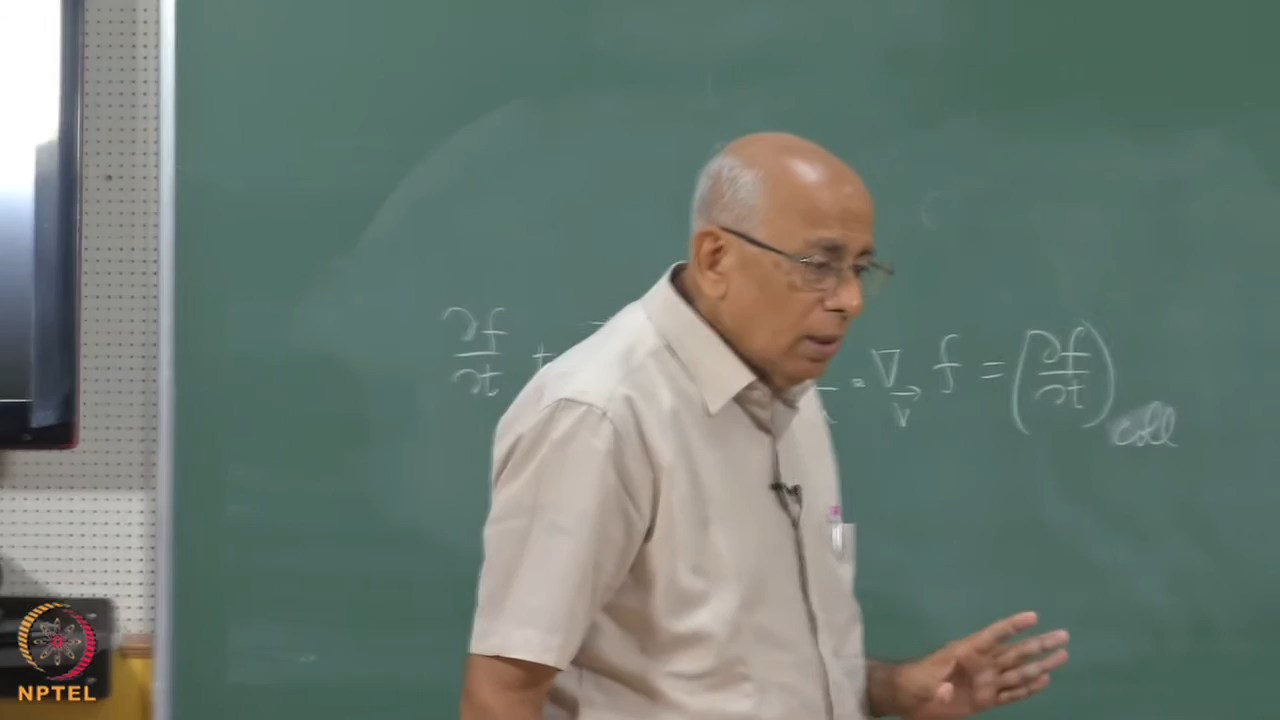 ∂f/∂t + · ∇_v⃗ f = (∂f/∂t)_coll
NPTEL